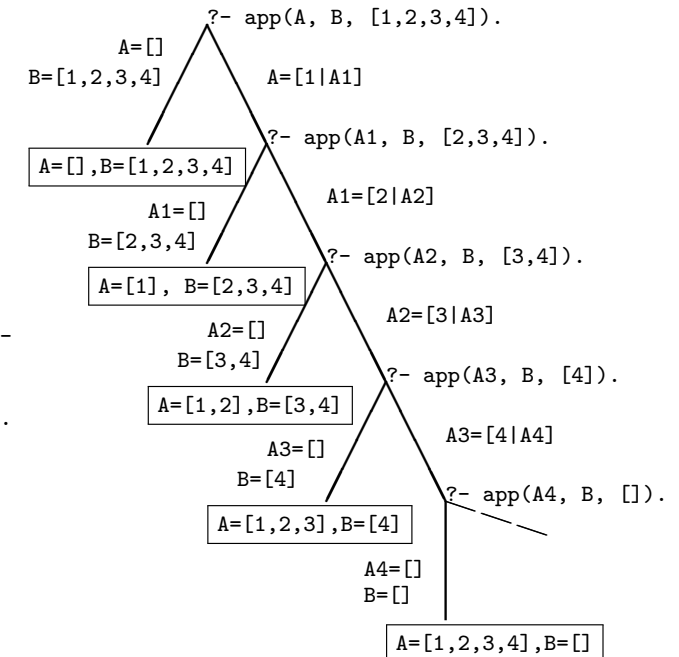 ?- app(A, B, [1,2,3,4]).
A=[]
B=[1,2,3,4]
A=[1|A1]
?- app(A1, B, [2,3,4]).
A=[],B=[1,2,3,4]
A1=[2|A2]
A1=[]
B=[2,3,4]
?- app(A2, B, [3,4]).
A=[1], B=[2,3,4]
A2=[3|A3]
A2=[]
B=[3,4]
?- app(A3, B, [4]).
A=[1,2],B=[3,4]
A3=[4|A4]
A3=[]
B=[4]
?- app(A4, B, []).
A=[1,2,3],B=[4]
A4=[]
B=[]
A=[1,2,3,4],B=[]